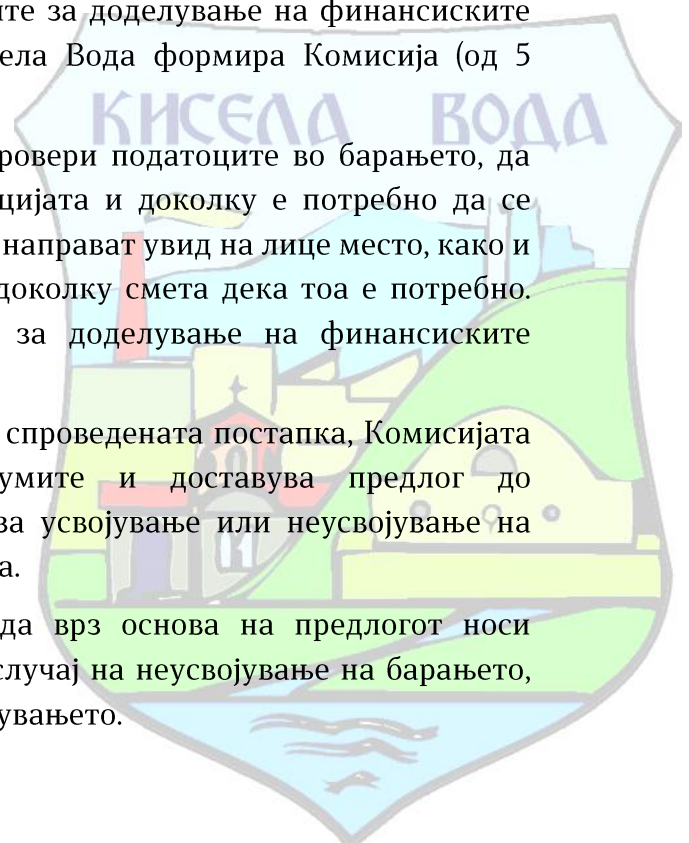 ите за доделување на финансиските
ела Вода формира Комисија (од 5
КИСЕЛА ВОДА
ровери податоците во барањето, да
цијата и доколку е потребно да се
направат увид на лице место, како и
доколку смета дека тоа е потребно.
за доделување на финансиските
спроведената постапка, Комисијата
умите и доставува предлог до
ва усвојување или неусвојување на
а.
да врз основа на предлогот носи
случај на неусвојување на барањето,
увањето.